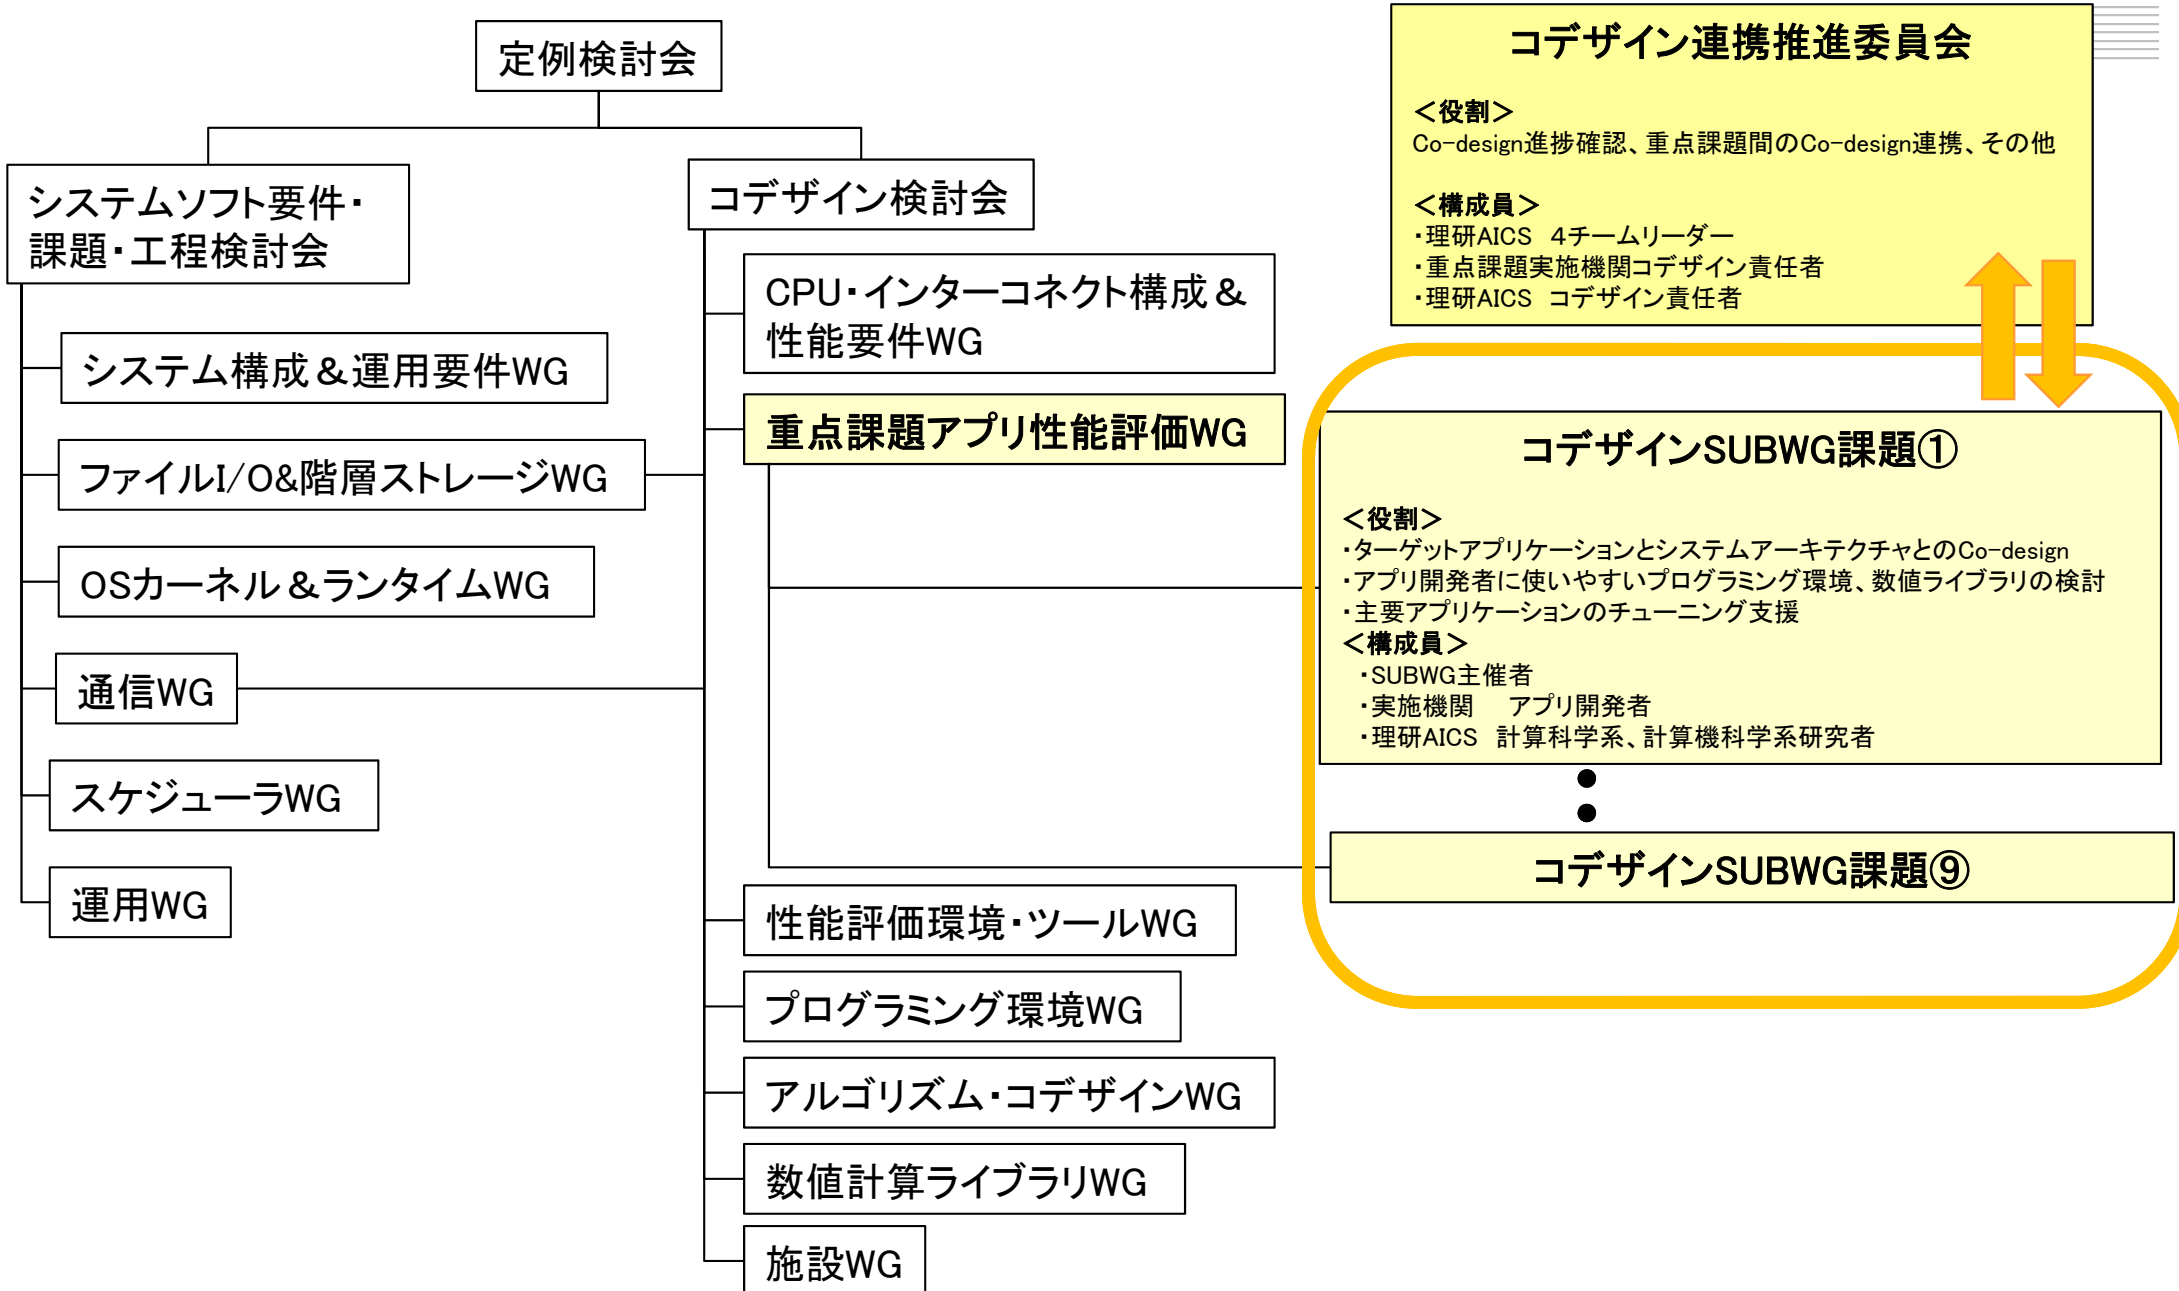 定例検討会
システムソフト要件・
課題・工程検討会
システム構成＆運用要件WG
ファイルI/O&階層ストレージWG
OSカーネル＆ランタイムWG
通信WG
スケジューラWG
運用WG
コデザイン検討会
CPU・インターコネクト構成＆
性能要件WG
重点課題アプリ性能評価WG
性能評価環境・ツールWG
プログラミング環境WG
アルゴリズム・コデザインWG
数値計算ライブラリWG
施設WG
コデザイン連携推進委員会
＜役割＞
Co-design進捗確認、重点課題間のCo-design連携、その他
＜構成員＞
・理研AICS　4チームリーダー
・重点課題実施機関コデザイン責任者
・理研AICS　コデザイン責任者
コデザインSUBWG課題①
＜役割＞
・ターゲットアプリケーションとシステムアーキテクチャとのCo-design
・アプリ開発者に使いやすいプログラミング環境、数値ライブラリの検討
・主要アプリケーションのチューニング支援
＜構成員＞
・SUBWG主催者
・実施機関　アプリ開発者
・理研AICS　計算科学系、計算機科学系研究者
コデザインSUBWG課題⑨